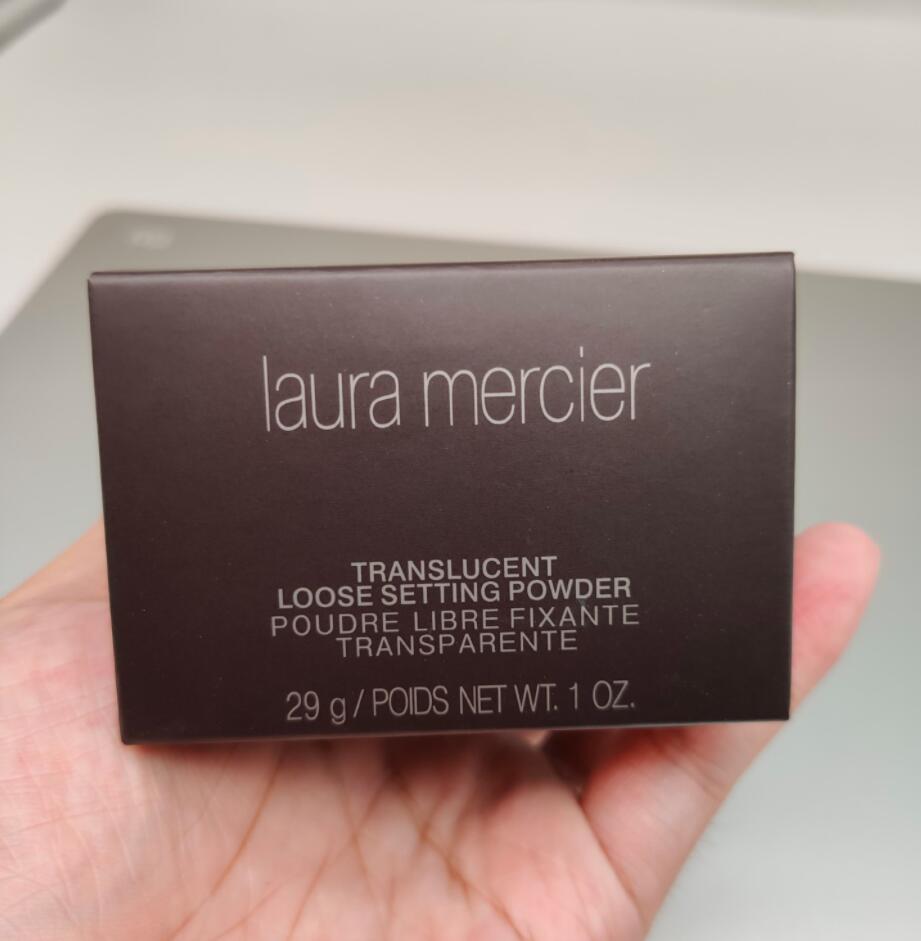 laura mercier
TRANSLUCENT
LOOSE SETTING POWDER
POUDRE LIBRE FIXANTE
TRANSPARENTE
29 g / POIDS NET WT. 1 OZ.